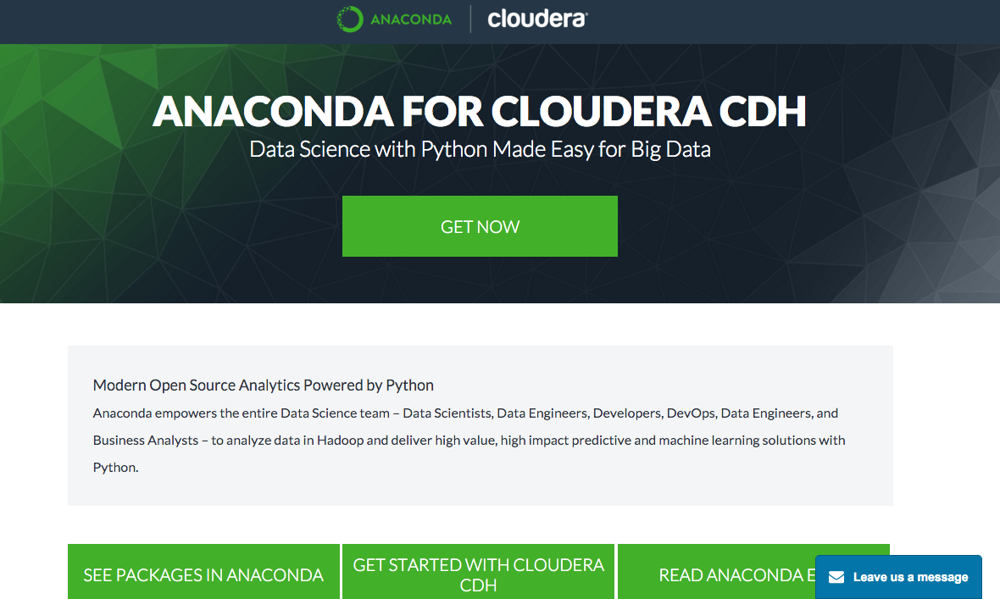 ANACONDA
cloudera
ANACONDA FOR CLOUDERA CDH
Data Science with Python Made Easy for Big Data
GET NOW
Modern Open Source Analytics Powered by Python
Anaconda empowers the entire Data Science team – Data Scientists, Data Engineers, Developers, DevOps, Data Engineers, and
Business Analysts – to analyze data in Hadoop and deliver high value, high impact predictive and machine learning solutions with
Python.
SEE PACKAGES IN ANACONDA
GET STARTED WITH CLOUDERA
CDH
READ ANACONDA
Leave us a message